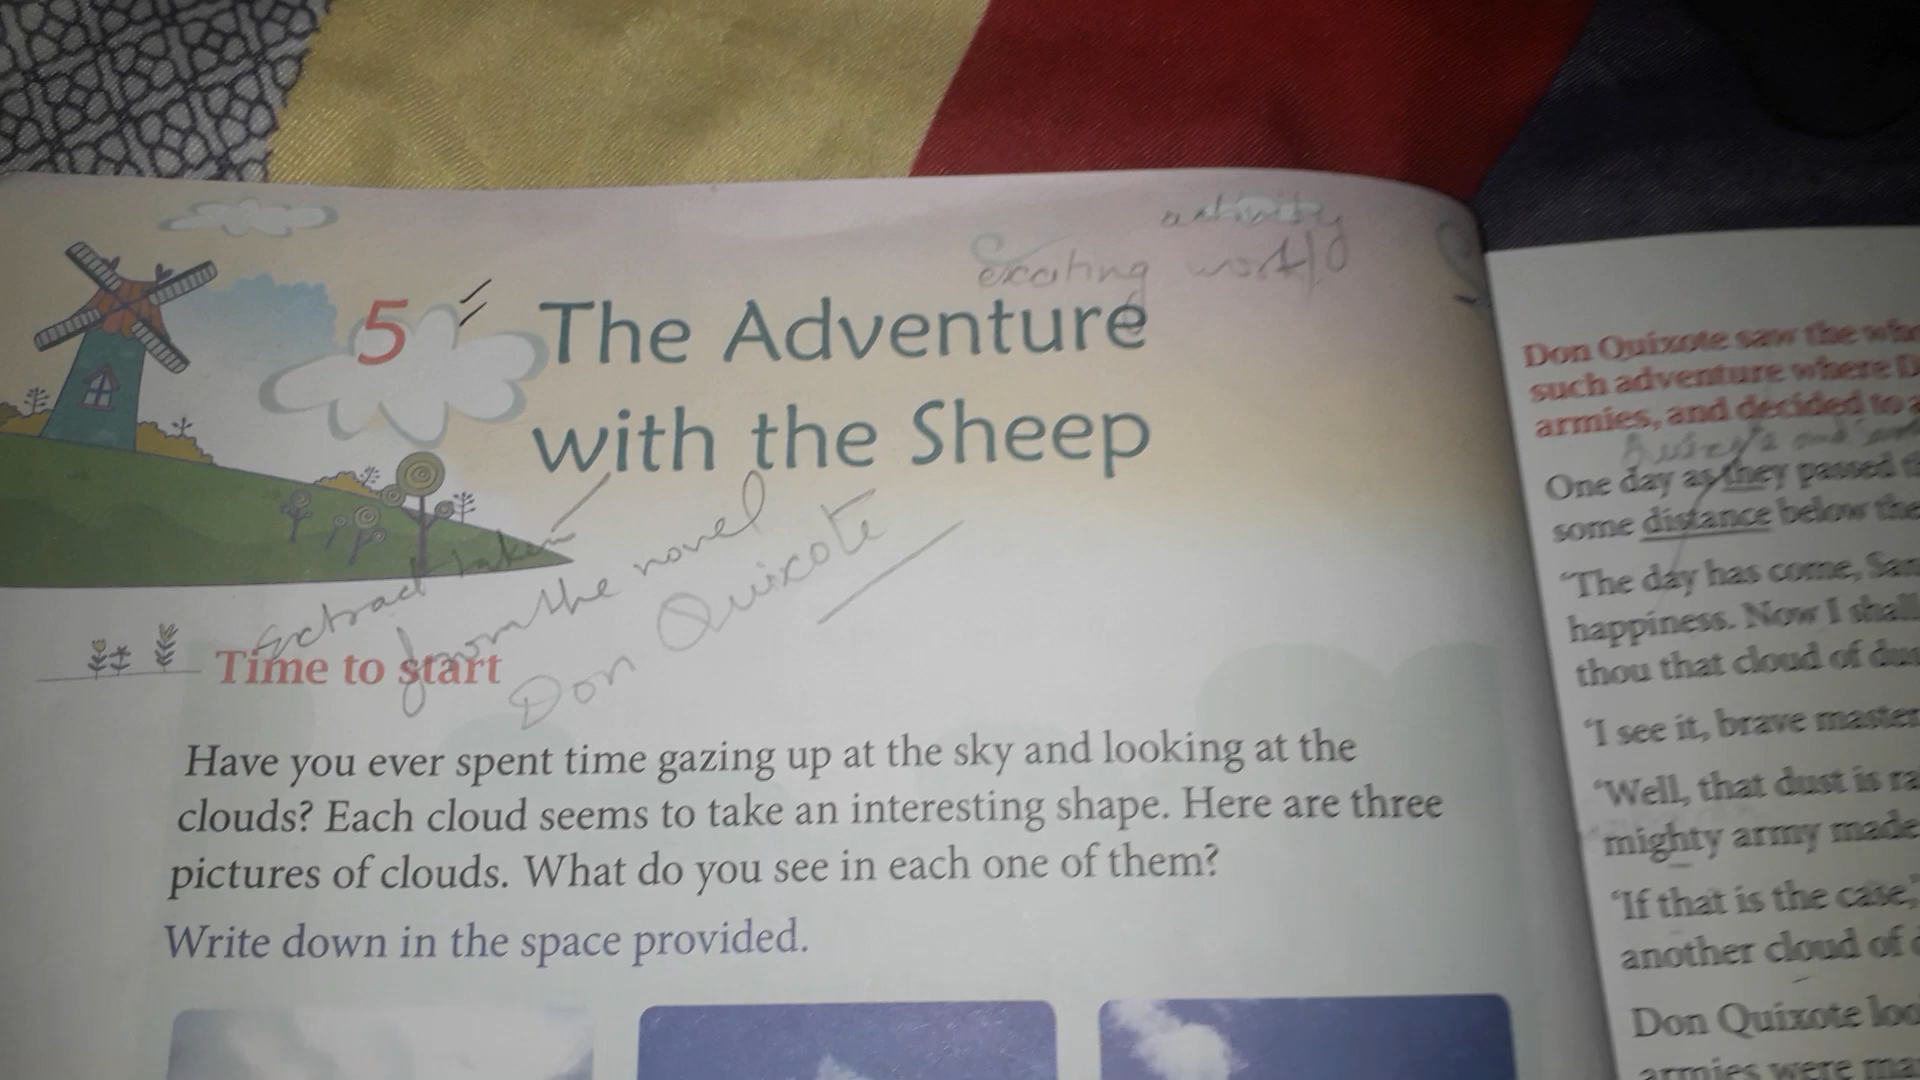 activity
exciting work/
5 The Adventure
with the Sheep
Extract taken
from the novel
Don Quixote
Time to start
Have you ever spent time gazing up at the sky and looking at the
clouds? Each cloud seems to take an interesting shape. Here are three
pictures of clouds. What do you see in each one of them?
Write down in the space provided.
Don Quixote saw the
such adventure where
armies, and decided to
One day as they passed
some distance below the
‘The day has come,
happiness. Now I shall
thou that cloud of
‘I see it, brave master
‘Well, that dust is
mighty army made
‘If that is the case,’
another cloud of
Don Quixote
armies were